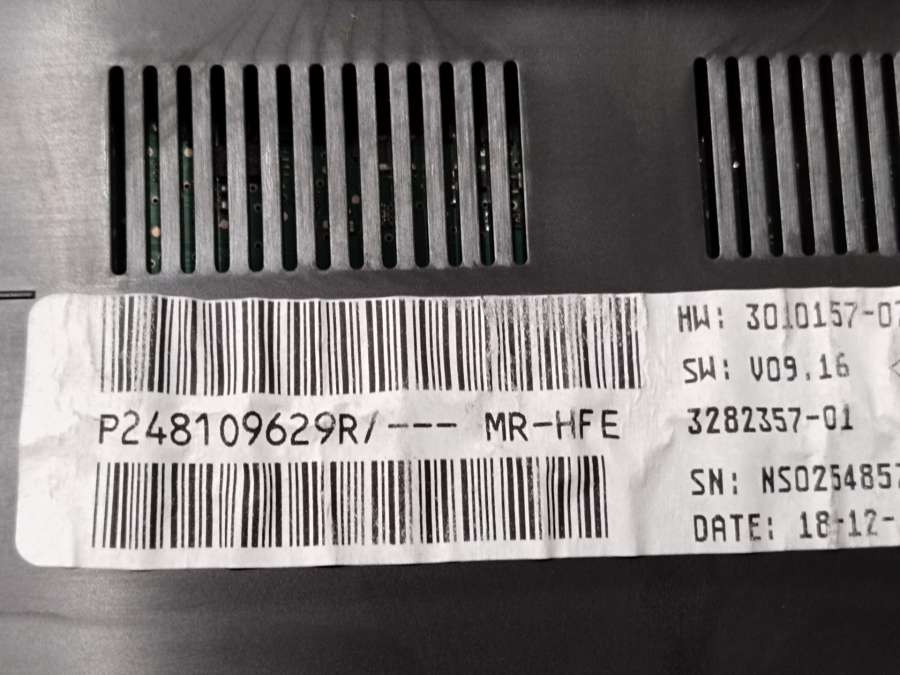 P248109629R/--- MR-HFE
HW: 3010157-07
SW: V09.16
3282357-01
SN: NS0254857
DATE: 18-12-